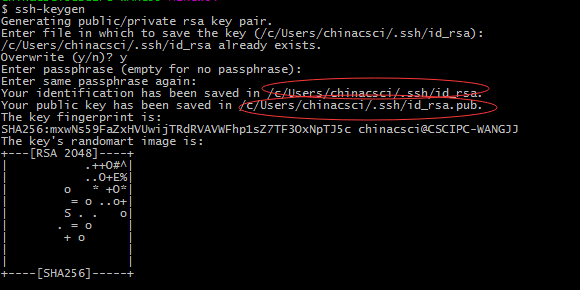 $ ssh-keygen
Generating public/private rsa key pair.
Enter file in which to save the key (/c/Users/chinacsci/.ssh/id_rsa):
/c/Users/chinacsci/.ssh/id_rsa already exists.
Overwrite (y/n)? y
Enter passphrase (empty for no passphrase):
Enter same passphrase again:
Your identification has been saved in /c/Users/chinacsci/.ssh/id_rsa.
Your public key has been saved in /c/Users/chinacsci/.ssh/id_rsa.pub.
The key fingerprint is:
SHA256:mxwNs59FaZxHVUwijTRdRVAVWFhp1sZ7TF3OxNpTJ5c chinacsci@CSCIPC-WANGJJ
The key's randomart image is:
+---[RSA 2048]----+
|          .++O#^|
|          ..O+E%|
|       o   * +O*|
|        = o ..o+|
|       S . .   o|
|      . = o     |
|       + o      |
|                 |
|                 |
+----[SHA256]-----+